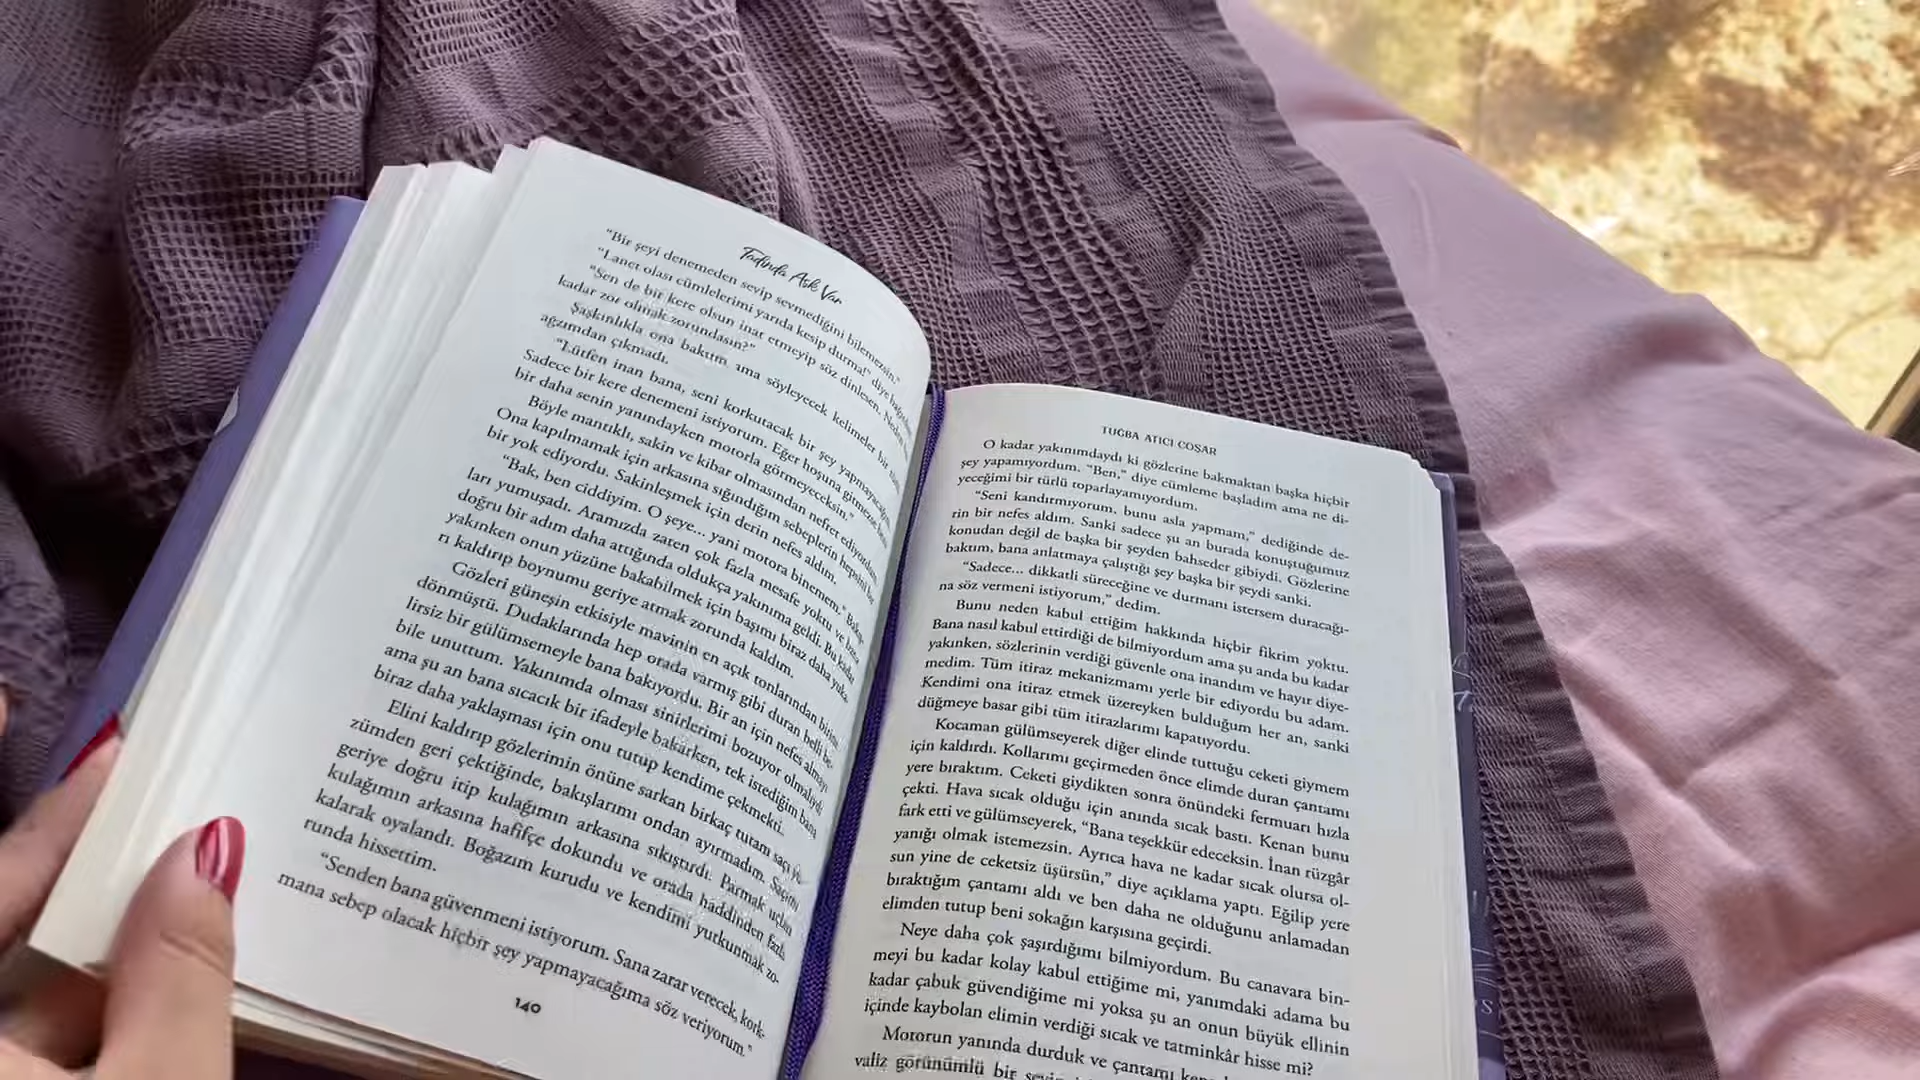 Tadında Aşk Var
“Bir şeyi denemeden sevip sevmediğini bilemezsin.”
“Lanet olası cümlelerimi yarıda kesip durma!” diye
“Sen de bir kere olsun inat etmeyip söz dinlesen. Neden bu
kadar zor olmak zorundasın?”
Şaşkınlıkla ona baktım ama söyleyecek kelimeler bir türlü
ağzımdan çıkmadı.
“Lütfen inan bana, seni korkutacak bir şey yapmayacağım.
Sadece bir kere denemeni istiyorum. Eğer hoşuna gitmezse beni
bir daha senin yanındayken motorla görmeyeceksin.”
Böyle mantıklı, sakin ve kibar olmasından nefret ediyordum.
Ona kapılmamak için arkasına sığındığım sebeplerin hepsini bir
bir yok ediyordu. Sakinleşmek için derin nefes aldım.
“Bak, ben ciddiyim. O şeye... yani motora binemem.” Bakış-
ları yumuşadı. Aramızda zaten çok fazla mesafe yoktu ve bana
doğru bir adım daha attığında oldukça yakınıma geldi. Bu kadar
yakınken onun yüzüne bakabilmek için başımı biraz daha yuka-
rı kaldırıp boynumu geriye atmak zorunda kaldım.
Gözleri güneşin etkisiyle mavinin en açık tonlarından birine
dönmüştü. Dudaklarında hep orada varmış gibi duran belli be-
lirsiz bir gülümsemeyle bana bakıyordu. Bir an için nefes almayı
bile unuttum. Yakınımda olması sinirlerimi bozuyor olmalıydı
ama şu an bana sıcacık bir ifadeyle bakarken, tek istediğim bana
biraz daha yaklaşması için onu tutup kendime çekmekti.
Elini kaldırıp gözlerimin önüne sarkan birkaç tutam saçı yü-
zümden geri çektiğinde, bakışlarımı ondan ayırmadım. Saçımı
geriye doğru itip kulağımın arkasına sıkıştırdı. Parmak uçları
kulağımın arkasına hafifçe dokundu ve orada haddinden fazla
kalarak oyalandı. Boğazım kurudu ve kendimi yutkunmak zo-
runda hissettim.
“Senden bana güvenmeni istiyorum. Sana zarar verecek, kork-
mana sebep olacak hiçbir şey yapmayacağıma söz veriyorum.”
140
TUĞBA ATICI COŞAR
O kadar yakınımdaydı ki gözlerine bakmaktan başka hiçbir
şey yapamıyordum. “Ben,” diye cümleme başladım ama ne di-
yeceğimi bir türlü toparlayamıyordum.
“Seni kandırmıyorum, bunu asla yapmam,” dediğinde de-
rin bir nefes aldım. Sanki sadece şu an burada konuştuğumuz
konudan değil de başka bir şeyden bahseder gibiydi. Gözlerine
baktım, bana anlatmaya çalıştığı şey başka bir şeydi sanki.
“Sadece... dikkatli süreceğine ve durmanı istersem duracağı-
na söz vermeni istiyorum,” dedim.
Bunu neden kabul ettiğim hakkında hiçbir fikrim yoktu.
Bana nasıl kabul ettirdiği de bilmiyordum ama şu anda bu kadar
yakınken, sözlerinin verdiği güvenle ona inandım ve hayır diye-
medim. Tüm itiraz mekanizmamı yerle bir ediyordu bu adam.
Kendimi ona itiraz etmek üzereyken bulduğum her an, sanki
düğmeye basar gibi tüm itirazlarımı kapatıyordu.
Kocaman gülümseyerek diğer elinde tuttuğu ceketi giymem
için kaldırdı. Kollarımı geçirmeden önce elimde duran çantamı
yere bıraktım. Ceketi giydikten sonra önündeki fermuarı hızla
çekti. Hava sıcak olduğu için anında sıcak bastı. Kenan bunu
fark etti ve gülümseyerek, “Bana teşekkür edeceksin. İnan rüzgâr
yanığı olmak istemezsin. Ayrıca hava ne kadar sıcak olursa ol-
sun yine de ceketsiz üşürsün,” diye açıklama yaptı. Eğilip yere
bıraktığım çantamı aldı ve ben daha ne olduğunu anlamadan
elimden tutup beni sokağın karşısına geçirdi.
Neye daha çok şaşırdığımı bilmiyordum. Bu canavara bin-
meyi bu kadar kolay kabul ettiğime mi, yanımdaki adama bu
kadar çabuk güvendiğime mi yoksa şu an onun büyük ellinin
içinde kaybolan elimin verdiği sıcak ve tatminkâr hisse mi?
Motorun yanında durduk ve çantamı
valiz görünümlü bir